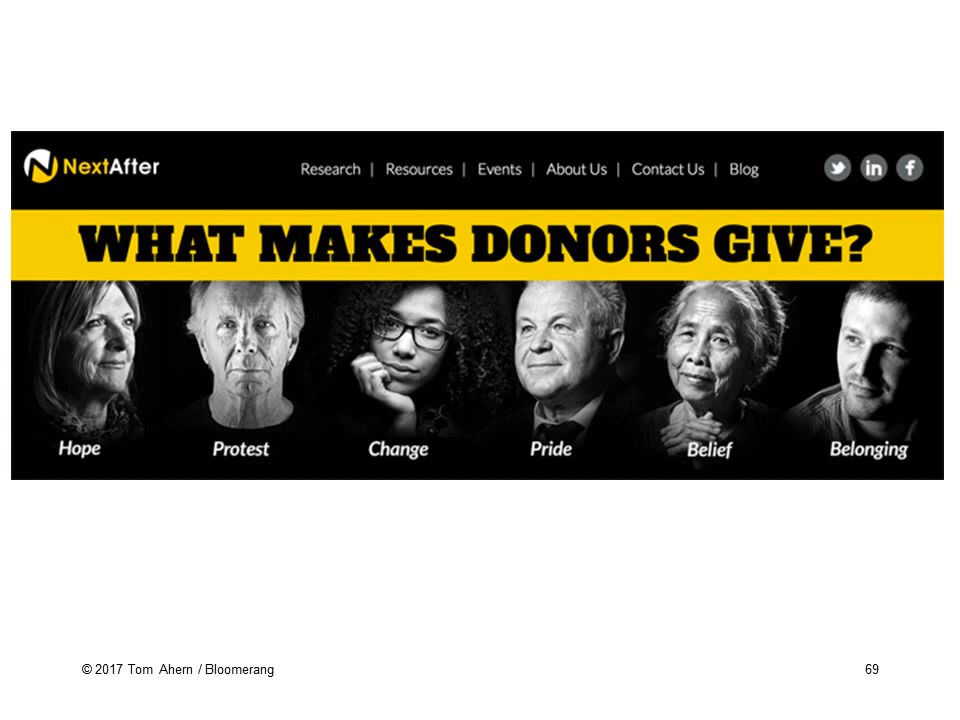 NextAfter
Research | Resources | Events | About Us | Contact Us | Blog
WHAT MAKES DONORS GIVE?
Hope Protest Change Pride Belief Belonging
© 2017 Tom Ahern / Bloomerang 69